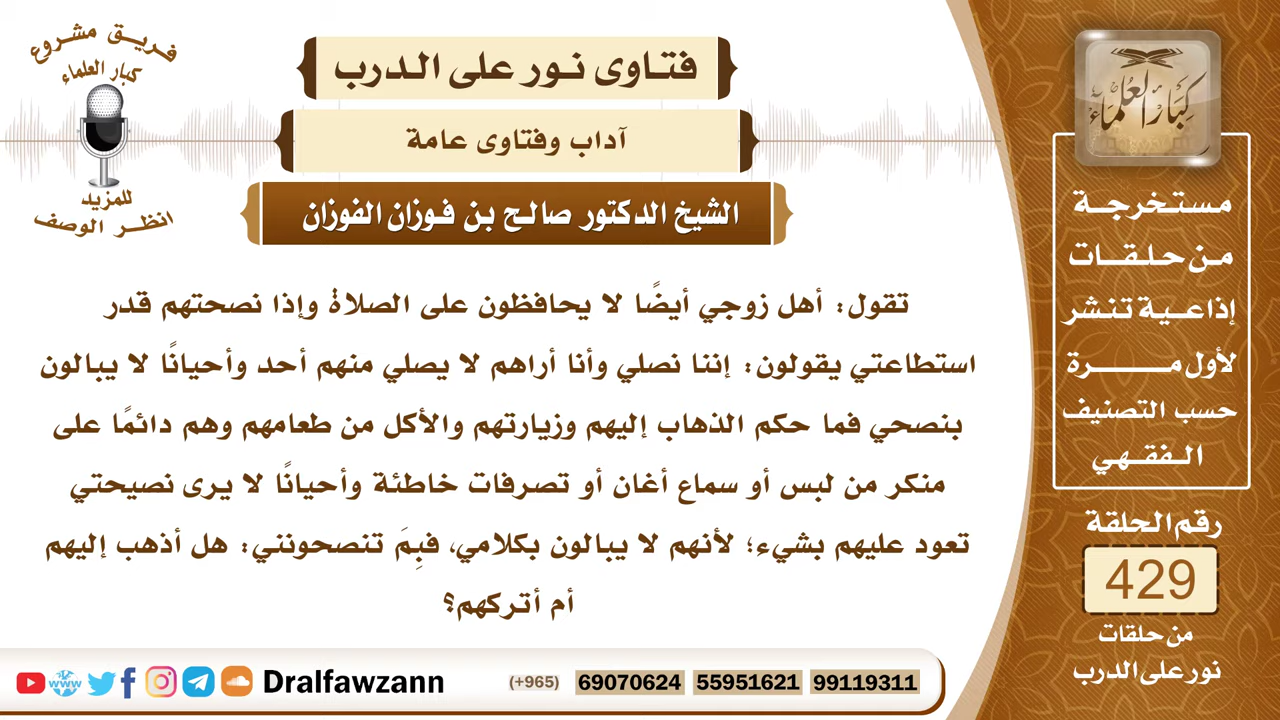 فريق مشروع
كبار العلماء
للمزيد
انظر الوصف
فتاوى نور على الدرب
آداب وفتاوى عامة
الشيخ الدكتور صالح بن فوزان الفوزان
تقول: أهل زوجي أيضًا لا يحافظون على الصلاة وإذا نصحتهم قدر
استطاعتي يقولون: إننا نصلي وأنا أراهم لا يصلي منهم أحد وأحيانًا لا يبالون
بنصحي فما حكم الذهاب إليهم وزيارتهم والأكل من طعامهم وهم دائمًا على
منكر من لبس أو سماع أغان أو تصرفات خاطئة وأحيانًا لا يرى نصيحتي
تعود عليهم بشيء؛ لأنهم لا يبالون بكلامي، فبِمَ تنصحونني: هل أذهب إليهم
أم أتركهم؟
كبار العلماء
مستخرجة
من حلقات
إذاعية تنشر
لأول مرة
حسب التصنيف
الفقهي
رقم الحلقة
429
من حلقات
نور على الدرب
Dralfawzann (+965) 69070624 55951621 99119311